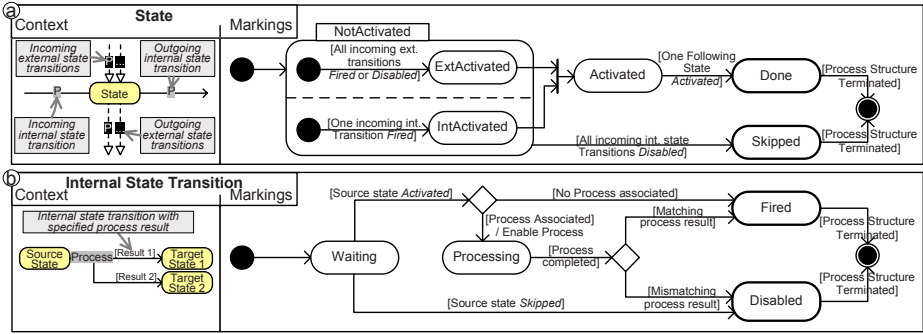 a
State
Context
Markings
Incoming
external state
transitions
Outgoing
internal state
transition
P
P
State
P
P
P
Incoming
internal state
transition
Outgoing
external state
transitions
NotActivated
[All incoming ext.
transitions
Fired or Disabled]
ExtActivated
[One incoming int.
Transition Fired]
IntActivated
Activated
[One Following
State
Activated]
Done
[Process Structure
Terminated]
[All incoming int. state
Transitions Disabled]
Skipped
[Process Structure
Terminated]
b
Internal State Transition
Context
Markings
Internal state transition with
specified process result
Source
State
Process
[Result 1]
Target
State 1
[Result 2]
Target
State 2
Waiting
[Source state Activated]
[No Process associated]
[Process Associated]
/ Enable Process
Processing
[Process
completed]
[Matching
process result]
Fired
[Process Structure
Terminated]
[Source state Skipped]
[Mismatching
process result]
Disabled
[Process Structure
Terminated]